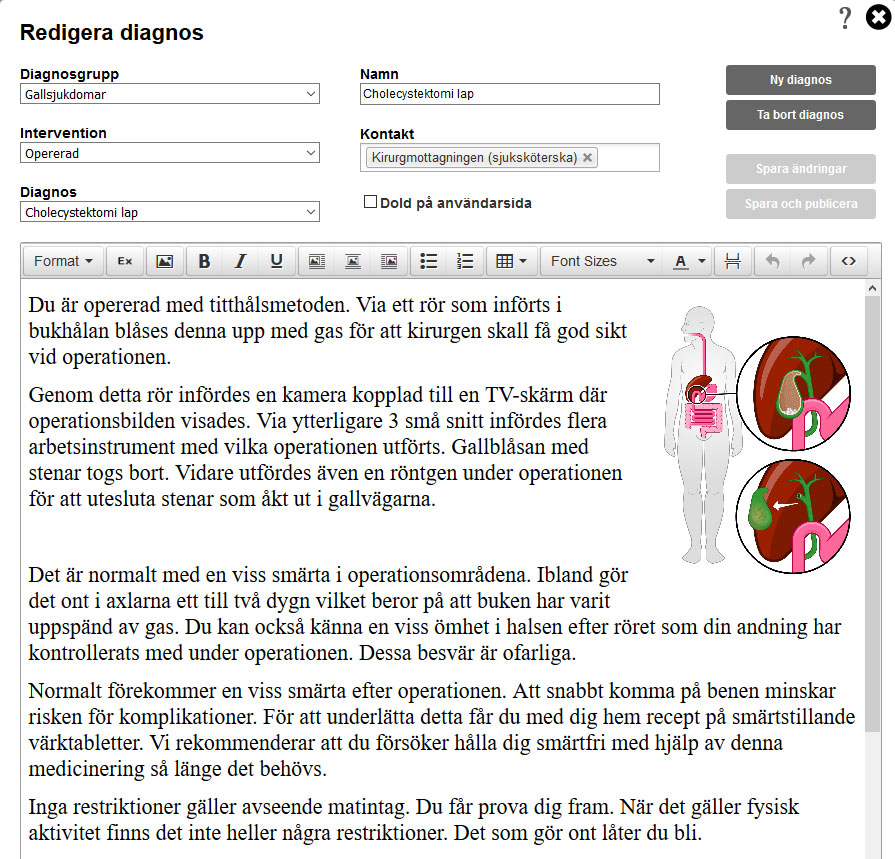 Redigera diagnos
?
Diagnosgrupp
Gallsjukdomar
Namn
Cholecystektomi lap
Ny diagnos
Ta bort diagnos
Intervention
Opererad
Kontakt
Kirurgmottagningen (sjuksköterska)
Spara ändringar
Spara och publicera
Diagnos
Cholecystektomi lap
Dold på användarsida
Format Ex B I U Font Sizes A <>
Du är opererad med titthålsmetoden. Via ett rör som införts i
bukhålan blåses denna upp med gas för att kirurgen skall få god sikt
vid operationen.
Genom detta rör infördes en kamera kopplad till en TV-skärm där
operationsbilden visades. Via ytterligare 3 små snitt infördes flera
arbetsinstrument med vilka operationen utförts. Gallblåsan med
stenar togs bort. Vidare utfördes även en röntgen under operationen
för att utesluta stenar som åkt ut i gallvägarna.
Det är normalt med en viss smärta i operationsområdena. Ibland gör
det ont i axlarna ett till två dygn vilket beror på att buken har varit
uppspänd av gas. Du kan också känna en viss ömhet i halsen efter röret som din andning har
kontrollerats med under operationen. Dessa besvär är ofarliga.
Normalt förekommer en viss smärta efter operationen. Att snabbt komma på benen minskar
risken för komplikationer. För att underlätta detta får du med dig hem recept på smärtstillande
värktabletter. Vi rekommenderar att du försöker hålla dig smärtfri med hjälp av denna
medicinering så länge det behövs.
Inga restriktioner gäller avseende matintag. Du får prova dig fram. När det gäller fysisk
aktivitet finns det inte heller några restriktioner. Det som gör ont låter du bli.